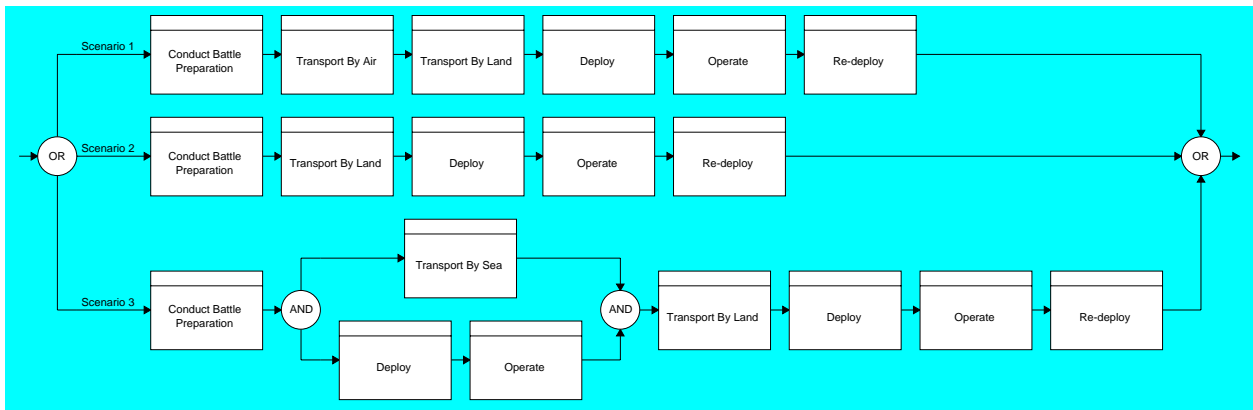 Scenario 1
Conduct Battle
Preparation
Transport By Air
Transport By Land
Deploy
Operate
Re-deploy
OR
Scenario 2
Conduct Battle
Preparation
Transport By Land
Deploy
Operate
Re-deploy
OR
Transport By Sea
Scenario 3
Conduct Battle
Preparation
AND
AND
Transport By Land
Deploy
Operate
Re-deploy
Deploy
Operate